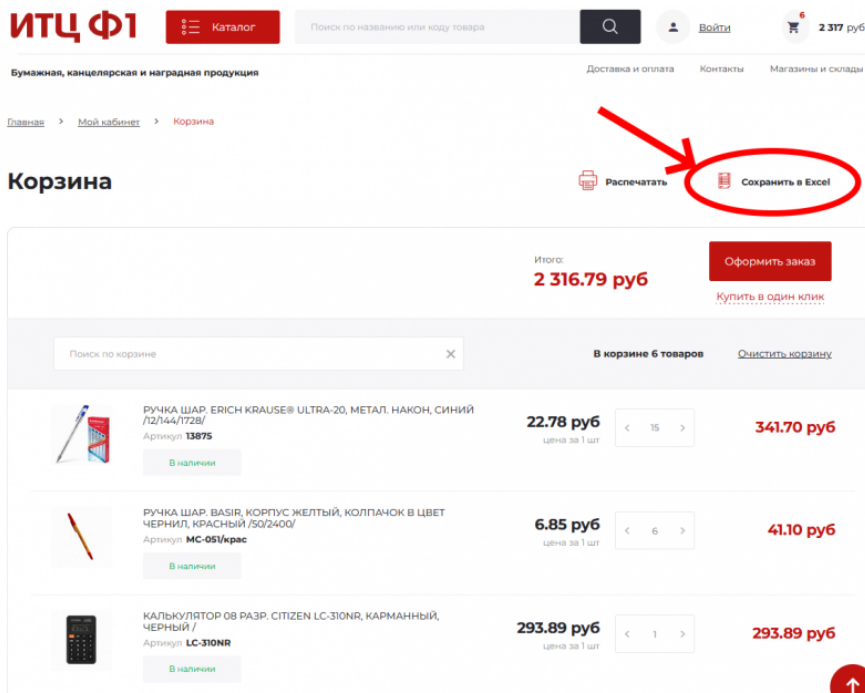 ИТЦ Ф1
Каталог
Поиск по названию или коду товара
Войти
6
2 317 руб
Бумажная, канцелярская и наградная продукция
Доставка и оплата
Контакты
Магазины и склады
Главная > Мой кабинет > Корзина
Корзина
Распечатать
Сохранить в Excel
Итого:
2 316.79 руб
Оформить заказ
Купить в один клик
Поиск по корзине
В корзине 6 товаров
Очистить корзину
РУЧКА ШАР. ERICH KRAUSE® ULTRA-20, МЕТАЛ. НАКОН, СИНИЙ
/12/144/1728/
Артикул 13875
В наличии
22.78 руб
цена за 1 шт
< 15 >
341.70 руб
РУЧКА ШАР. BASIR, КОРПУС ЖЕЛТЫЙ, КОЛПАЧОК В ЦВЕТ
ЧЕРНИЛ, КРАСНЫЙ /50/2400/
Артикул МС-051/крас
В наличии
6.85 руб
цена за 1 шт
< 6 >
41.10 руб
КАЛЬКУЛЯТОР 08 РАЗР. CITIZEN LC-310NR, КАРМАННЫЙ,
ЧЕРНЫЙ /
Артикул LC-310NR
В наличии
293.89 руб
цена за 1 шт
< 1 >
293.89 руб